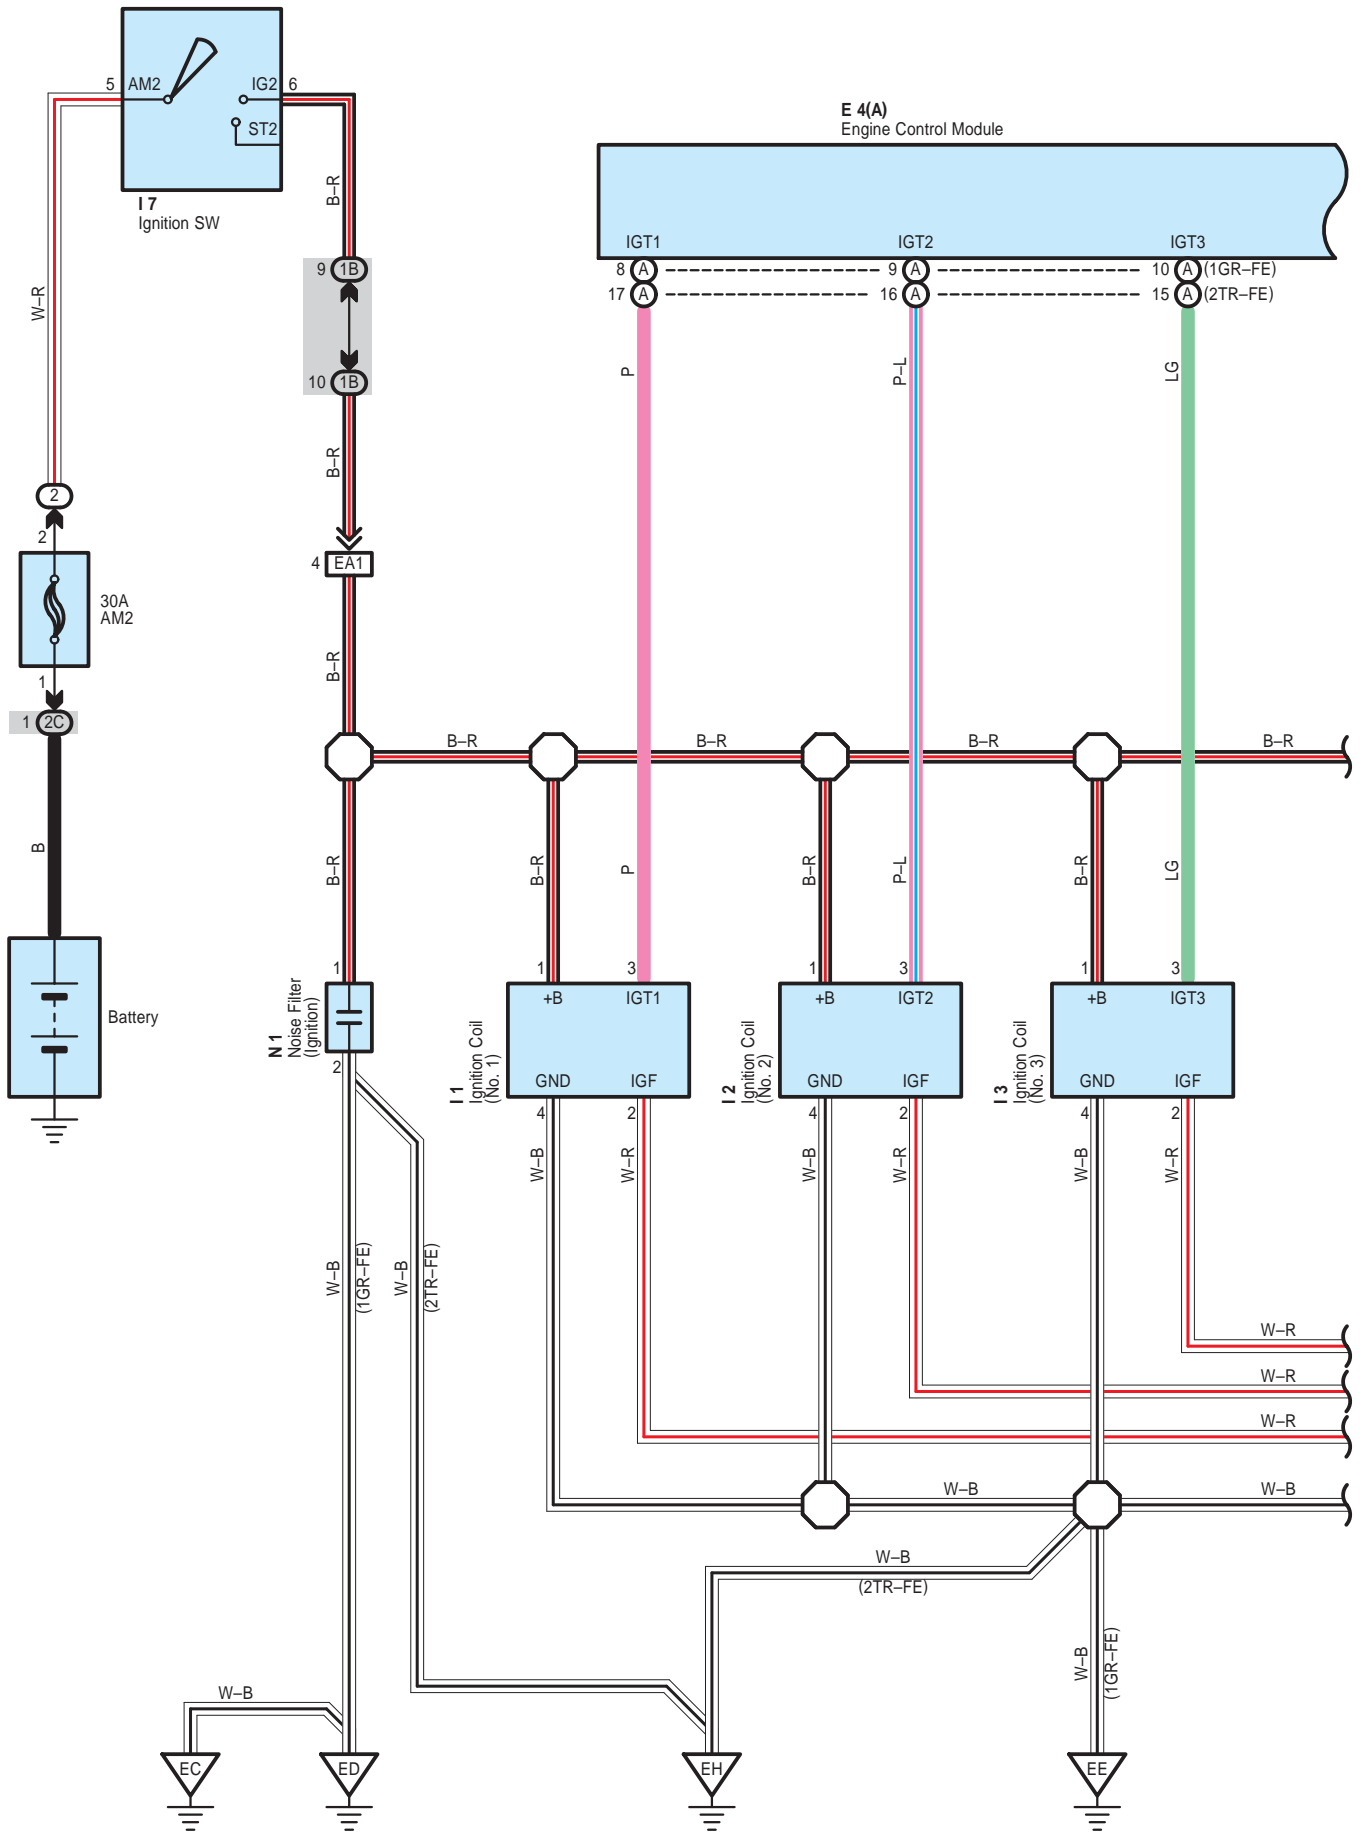 5 AM2 IG2 6
ST2
I 7
Ignition SW
E 4(A)
Engine Control Module
IGT1 IGT2 IGT3
8 A 9 A 10 A (1GR–FE)
17 A 16 A 15 A (2TR–FE)
W–R
B–R
9 1B
10 1B
B–R
P
P–L
LG
2
2
4 EA1
30A
AM2
B–R
1
1 2C
B–R B–R B–R B–R
B
B–R
B–R
P
B–R
P–L
B–R
LG
1 1 3 1 3 1 3
+B IGT1 +B IGT2 +B IGT3
Battery
N 1
Noise Filter
(Ignition)
I 1
Ignition Coil
(No. 1)
I 2
Ignition Coil
(No. 2)
I 3
Ignition Coil
(No. 3)
2 GND IGF GND IGF GND IGF
4 2 4 2 4 2
W–B
W–R
W–B
W–R
W–B
W–R
W–B
(1GR–FE)
W–B
(2TR–FE)
W–R
W–R
W–R
W–B W–B
W–B
(2TR–FE)
W–B
(1GR–FE)
W–B
EC ED EH EE